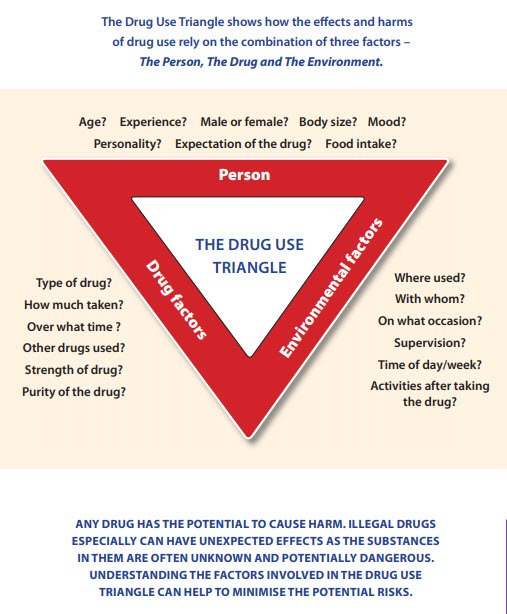 The Drug Use Triangle shows how the effects and harms
of drug use rely on the combination of three factors –
The Person, The Drug and The Environment.
Age? Experience? Male or female? Body size? Mood?
Personality? Expectation of the drug? Food intake?
Person
THE DRUG USE
TRIANGLE
Drug factors
Environmental factors
Type of drug?
How much taken?
Over what time ?
Other drugs used?
Strength of drug?
Purity of the drug?
Where used?
With whom?
On what occasion?
Supervision?
Time of day/week?
Activities after taking
the drug?
ANY DRUG HAS THE POTENTIAL TO CAUSE HARM. ILLEGAL DRUGS
ESPECIALLY CAN HAVE UNEXPECTED EFFECTS AS THE SUBSTANCES
IN THEM ARE OFTEN UNKNOWN AND POTENTIALLY DANGEROUS.
UNDERSTANDING THE FACTORS INVOLVED IN THE DRUG USE
TRIANGLE CAN HELP TO MINIMISE THE POTENTIAL RISKS.